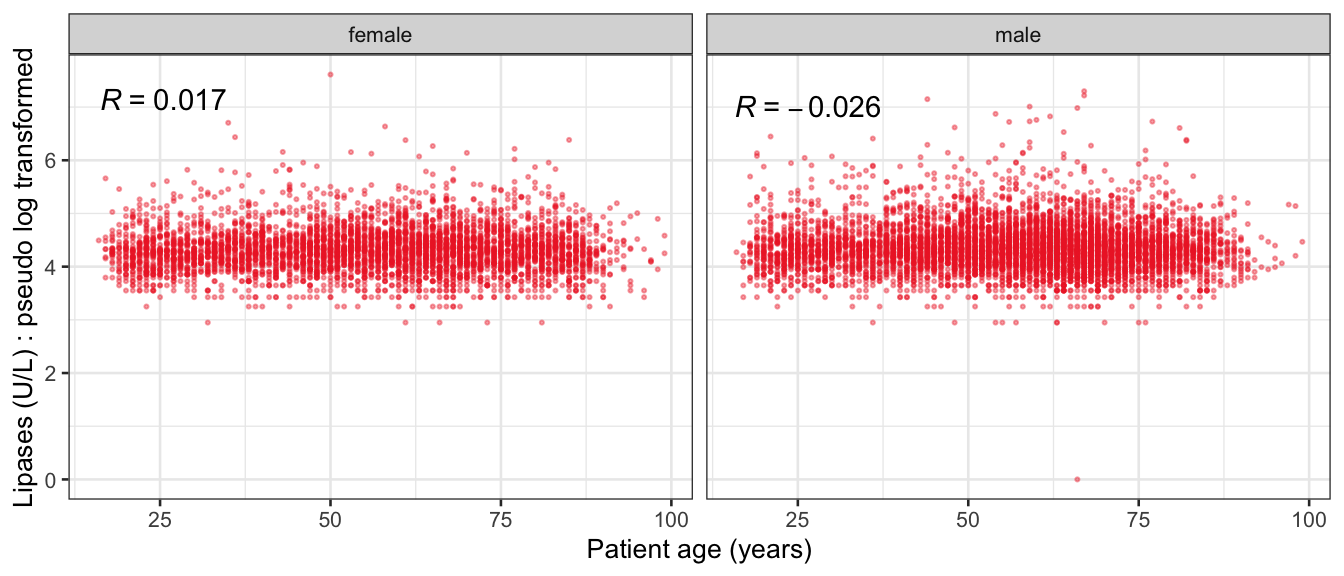 female
male
R = 0.017
R = −0.026
Lipases (U/L) : pseudo log transformed
6
4
2
0
25 50 75 100
25 50 75 100
Patient age (years)